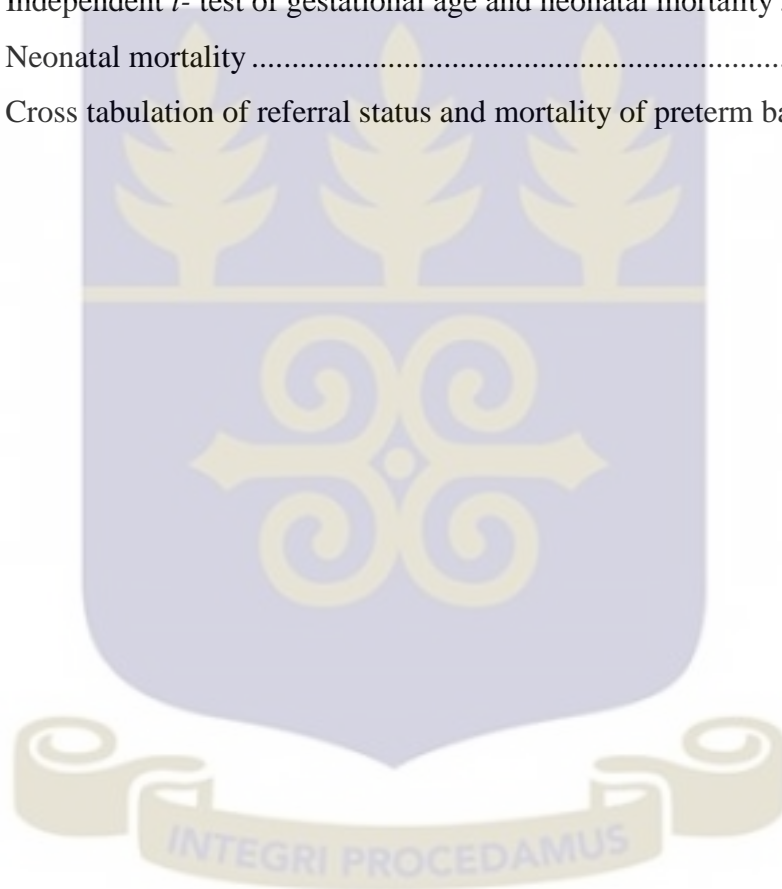 Independent t- test of gestational age and neonatal mortality
Neonatal mortality ........................................................................
Cross tabulation of referral status and mortality of preterm
INTEGRI PROCEDAMUS